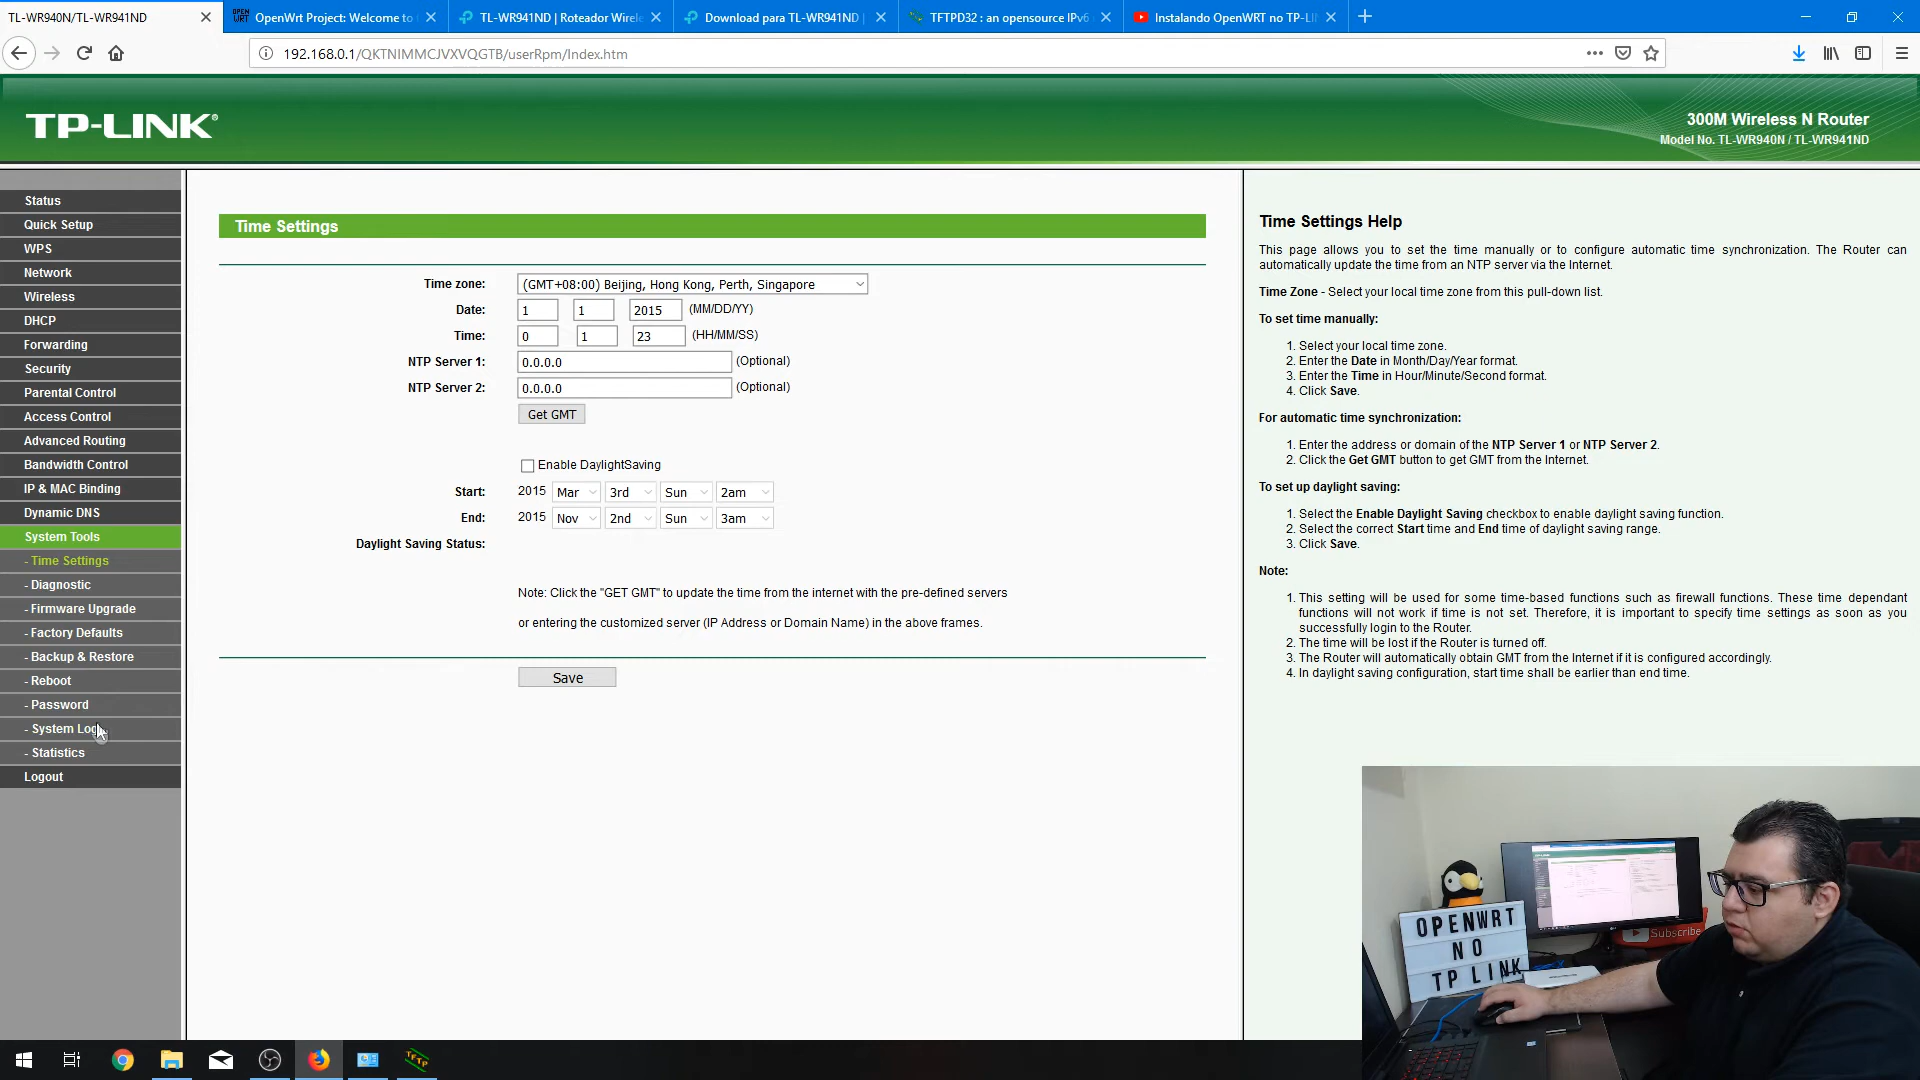 TL-WR940N/TL-WR941ND
OpenWrt Project: Welcome to
TL-WR941ND | Roteador Wirele
Download para TL-WR941ND |
TFTPD32 : an opensource IPv6
Instalando OpenWRT no TP-LIN
192.168.0.1/QKTNIMMCJVXVQGTB/userRpm/Index.htm
TP-LINK®
300M Wireless N Router
Model No. TL-WR940N / TL-WR941ND
Status
Quick Setup
WPS
Network
Wireless
DHCP
Forwarding
Security
Parental Control
Access Control
Advanced Routing
Bandwidth Control
IP & MAC Binding
Dynamic DNS
System Tools
- Time Settings
- Diagnostic
- Firmware Upgrade
- Factory Defaults
- Backup & Restore
- Reboot
- Password
- System Log
- Statistics
Logout
Time Settings
Time zone: (GMT+08:00) Beijing, Hong Kong, Perth, Singapore
Date: 1 1 2015 (MM/DD/YY)
Time: 0 1 23 (HH/MM/SS)
NTP Server 1: 0.0.0.0 (Optional)
NTP Server 2: 0.0.0.0 (Optional)
Get GMT
Enable DaylightSaving
Start: 2015 Mar 3rd Sun 2am
End: 2015 Nov 2nd Sun 3am
Daylight Saving Status:
Note: Click the "GET GMT" to update the time from the internet with the pre-defined servers
or entering the customized server (IP Address or Domain Name) in the above frames.
Save
Time Settings Help
This page allows you to set the time manually or to configure automatic time synchronization. The Router can
automatically update the time from an NTP server via the Internet.
Time Zone - Select your local time zone from this pull-down list.
To set time manually:
1. Select your local time zone.
2. Enter the Date in Month/Day/Year format.
3. Enter the Time in Hour/Minute/Second format.
4. Click Save.
For automatic time synchronization:
1. Enter the address or domain of the NTP Server 1 or NTP Server 2.
2. Click the Get GMT button to get GMT from the Internet.
To set up daylight saving:
1. Select the Enable Daylight Saving checkbox to enable daylight saving function.
2. Select the correct Start time and End time of daylight saving range.
3. Click Save.
Note:
1. This setting will be used for some time-based functions such as firewall functions. These time dependant
functions will not work if time is not set. Therefore, it is important to specify time settings as soon as you
successfully login to the Router.
2. The time will be lost if the Router is turned off.
3. The Router will automatically obtain GMT from the Internet if it is configured accordingly.
4. In daylight saving configuration, start time shall be earlier than end time.
OPENWRT
NO
TP LINK
Subscribe
TFTP